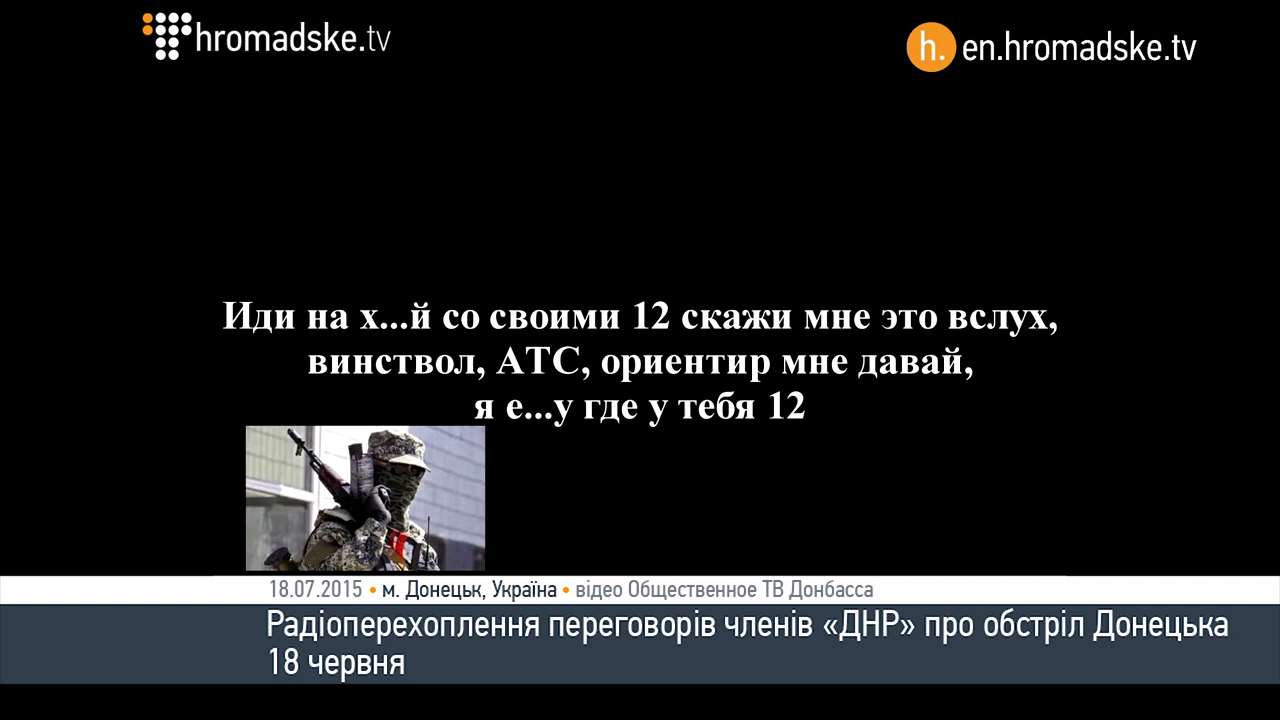 hromadske.tv
h. en.hromadske.tv
Иди на х...й со своими 12 скажи мне это вслух,
винствол, АТС, ориентир мне давай,
я е...у где у тебя 12
18.07.2015 • м. Донецьк, Україна • відео Общественное ТВ Донбасса
Радіоперехоплення переговорів членів «ДНР» про обстріл Донецька
18 червня